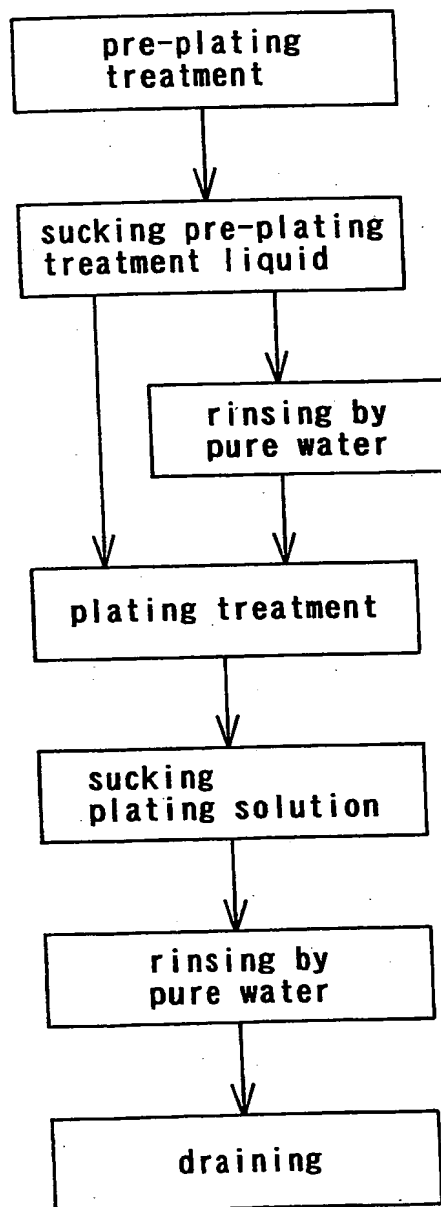 pre-plating
treatment
sucking pre-plating
treatment liquid
rinsing by
pure water
plating treatment
sucking
plating solution
rinsing by
pure water
draining